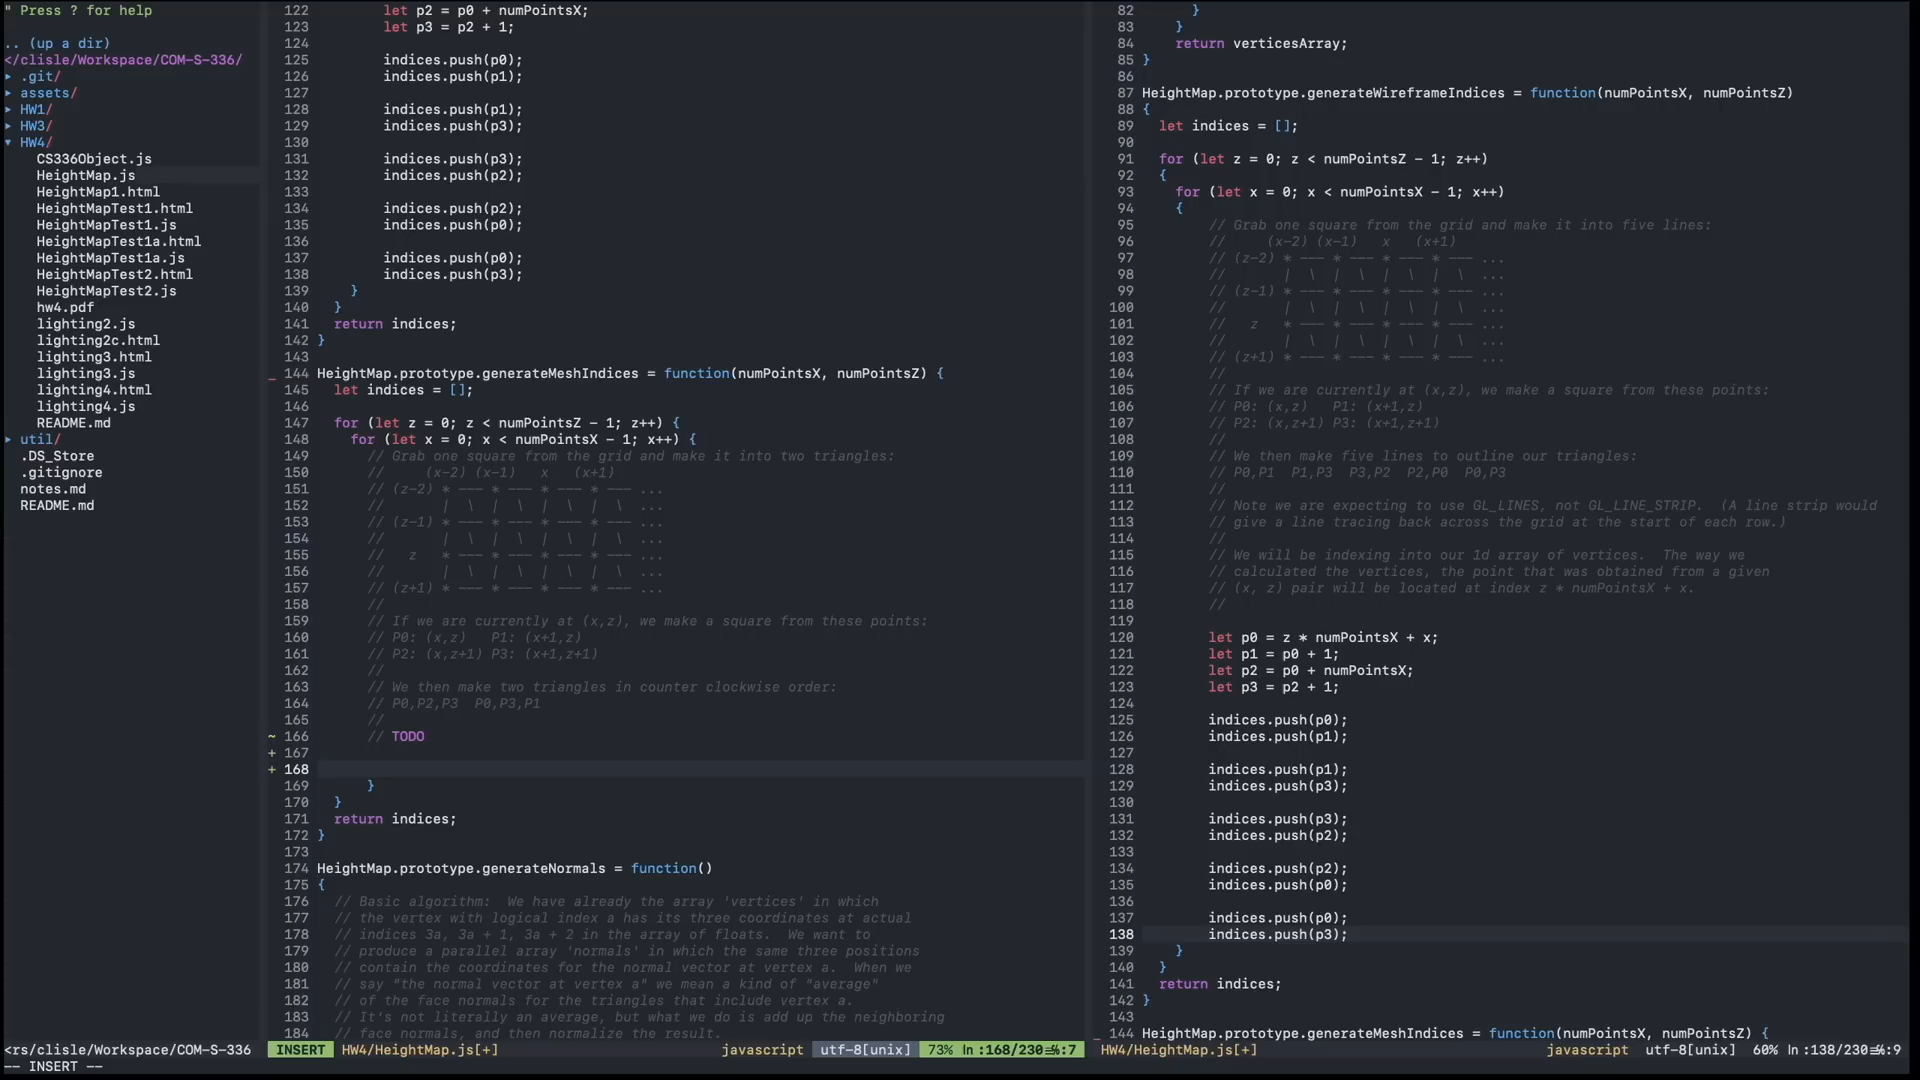 " Press ? for help
.. (up a dir)
</clisle/Workspace/COM-S-336/
▸ .git/
▸ assets/
▸ HW1/
▸ HW3/
▾ HW4/
CS336Object.js
HeightMap.js
HeightMap1.html
HeightMapTest1.html
HeightMapTest1.js
HeightMapTest1a.html
HeightMapTest1a.js
HeightMapTest2.html
HeightMapTest2.js
hw4.pdf
lighting2.js
lighting2c.html
lighting3.html
lighting3.js
lighting4.html
lighting4.js
README.md
▸ util/
.DS_Store
.gitignore
notes.md
README.md
<rs/clisle/Workspace/COM-S-336
122 let p2 = p0 + numPointsX;
123 let p3 = p2 + 1;
124
125 indices.push(p0);
126 indices.push(p1);
127
128 indices.push(p1);
129 indices.push(p3);
130
131 indices.push(p3);
132 indices.push(p2);
133
134 indices.push(p2);
135 indices.push(p0);
136
137 indices.push(p0);
138 indices.push(p3);
139 }
140 }
141 return indices;
142 }
143
_ 144 HeightMap.prototype.generateMeshIndices = function(numPointsX, numPointsZ) {
145 let indices = [];
146
147 for (let z = 0; z < numPointsZ - 1; z++) {
148 for (let x = 0; x < numPointsX - 1; x++) {
149 // Grab one square from the grid and make it into two triangles:
150 // (x-2) (x-1) x (x+1)
151 // (z-2) * --- * --- * --- * --- ...
152 // | \ | \ | \ | \ ...
153 // (z-1) * --- * --- * --- * --- ...
154 // | \ | \ | \ | \ ...
155 // z * --- * --- * --- * --- ...
156 // | \ | \ | \ | \ ...
157 // (z+1) * --- * --- * --- * --- ...
158 //
159 // If we are currently at (x,z), we make a square from these points:
160 // P0: (x,z) P1: (x+1,z)
161 // P2: (x,z+1) P3: (x+1,z+1)
162 //
163 // We then make two triangles in counter clockwise order:
164 // P0,P2,P3 P0,P3,P1
165 //
~ 166 // TODO
+ 167
+ 168
169 }
170 }
171 return indices;
172 }
173
174 HeightMap.prototype.generateNormals = function()
175 {
176 // Basic algorithm: We have already the array 'vertices' in which
177 // the vertex with logical index a has its three coordinates at actual
178 // indices 3a, 3a + 1, 3a + 2 in the array of floats. We want to
179 // produce a parallel array 'normals' in which the same three positions
180 // contain the coordinates for the normal vector at vertex a. When we
181 // say "the normal vector at vertex a" we mean a kind of "average"
182 // of the face normals for the triangles that include vertex a.
183 // It's not literally an average, but what we do is add up the neighboring
184 // face normals, and then normalize the result.
INSERT HW4/HeightMap.js[+] javascript utf-8[unix] 73% ln :168/230≡℅:7
82 }
83 }
84 return verticesArray;
85 }
86
87 HeightMap.prototype.generateWireframeIndices = function(numPointsX, numPointsZ)
88 {
89 let indices = [];
90
91 for (let z = 0; z < numPointsZ - 1; z++)
92 {
93 for (let x = 0; x < numPointsX - 1; x++)
94 {
95 // Grab one square from the grid and make it into five lines:
96 // (x-2) (x-1) x (x+1)
97 // (z-2) * --- * --- * --- * --- ...
98 // | \ | \ | \ | \ ...
99 // (z-1) * --- * --- * --- * --- ...
100 // | \ | \ | \ | \ ...
101 // z * --- * --- * --- * --- ...
102 // | \ | \ | \ | \ ...
103 // (z+1) * --- * --- * --- * --- ...
104 //
105 // If we are currently at (x,z), we make a square from these points:
106 // P0: (x,z) P1: (x+1,z)
107 // P2: (x,z+1) P3: (x+1,z+1)
108 //
109 // We then make five lines to outline our triangles:
110 // P0,P1 P1,P3 P3,P2 P2,P0 P0,P3
111 //
112 // Note we are expecting to use GL_LINES, not GL_LINE_STRIP. (A line strip would
113 // give a line tracing back across the grid at the start of each row.)
114 //
115 // We will be indexing into our 1d array of vertices. The way we
116 // calculated the vertices, the point that was obtained from a given
117 // (x, z) pair will be located at index z * numPointsX + x.
118 //
119
120 let p0 = z * numPointsX + x;
121 let p1 = p0 + 1;
122 let p2 = p0 + numPointsX;
123 let p3 = p2 + 1;
124
125 indices.push(p0);
126 indices.push(p1);
127
128 indices.push(p1);
129 indices.push(p3);
130
131 indices.push(p3);
132 indices.push(p2);
133
134 indices.push(p2);
135 indices.push(p0);
136
137 indices.push(p0);
138 indices.push(p3);
139 }
140 }
141 return indices;
142 }
143
_ 144 HeightMap.prototype.generateMeshIndices = function(numPointsX, numPointsZ) {
HW4/HeightMap.js[+] javascript utf-8[unix] 60% ln :138/230≡℅:9
-- INSERT --